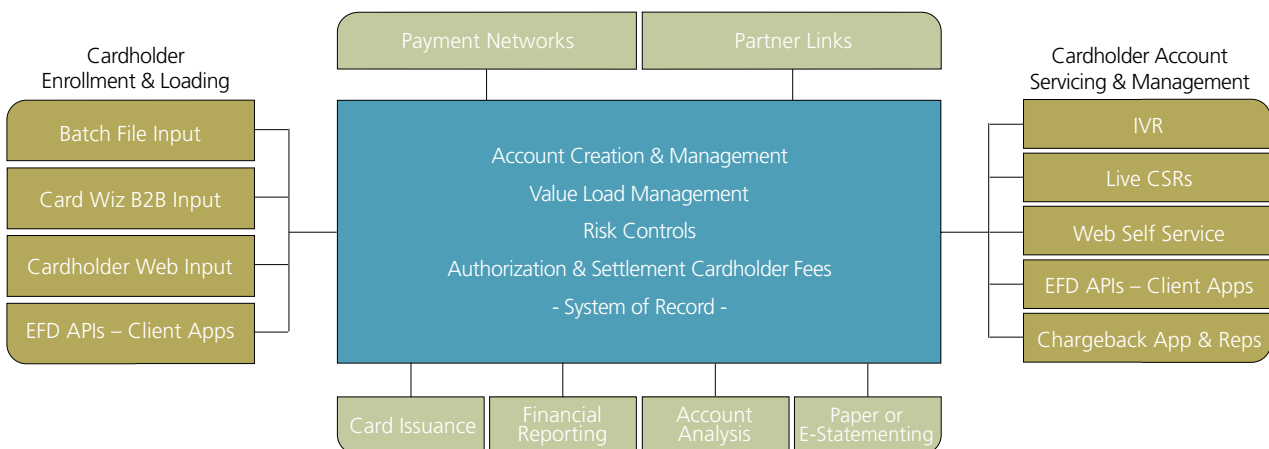 Payment Networks
Partner Links
Cardholder
Enrollment & Loading
Batch File Input
Card Wiz B2B Input
Cardholder Web Input
EFD APIs – Client Apps
Account Creation & Management
Value Load Management
Risk Controls
Authorization & Settlement Cardholder Fees
- System of Record -
Cardholder Account
Servicing & Management
IVR
Live CSRs
Web Self Service
EFD APIs – Client Apps
Chargeback App & Reps
Card Issuance
Financial
Reporting
Account
Analysis
Paper or
E-Statementing